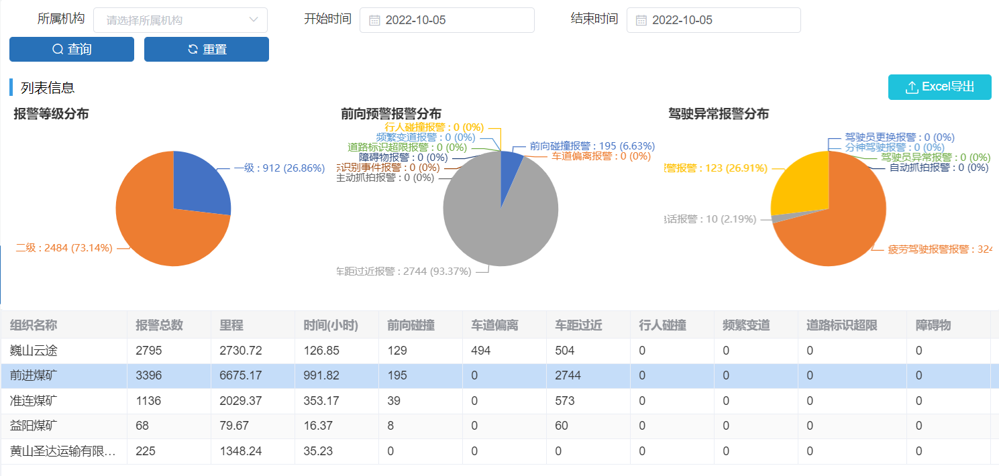 所属机构 请选择所属机构 开始时间 2022-10-05 结束时间 2022-10-05
查询 重置
列表信息 Excel导出
报警等级分布
一级 : 912 (26.86%)
二级 : 2484 (73.14%)
前向预警报警分布
行人碰撞报警 : 0 (0%)
频繁变道报警 : 0 (0%)
道路标识超限报警 : 0 (0%)
障碍物报警 : 0 (0%)
识别事件报警 : 0 (0%)
主动抓拍报警 : 0 (0%)
前向碰撞报警 : 195 (6.63%)
车道偏离报警 : 0 (0%)
车距过近报警 : 2744 (93.37%)
驾驶异常报警分布
驾驶员更换报警 : 0 (0%)
分神驾驶报警 : 0 (0%)
驾驶员异常报警 : 0 (0%)
自动抓拍报警 : 0 (0%)
警报警 : 123 (26.91%)
话报警 : 10 (2.19%)
疲劳驾驶报警报警 : 324
组织名称 报警总数 里程 时间(小时) 前向碰撞 车道偏离 车距过近 行人碰撞 频繁变道 道路标识超限 障碍物
巍山云途 2795 2730.72 126.85 129 494 504 0 0 0 0
前进煤矿 3396 6675.17 991.82 195 0 2744 0 0 0 0
准连煤矿 1136 2029.37 353.17 39 0 573 0 0 0 0
益阳煤矿 68 79.67 16.37 8 0 60 0 0 0 0
黄山圣达运输有限... 225 1348.24 35.23 0 0 0 0 0 0 0